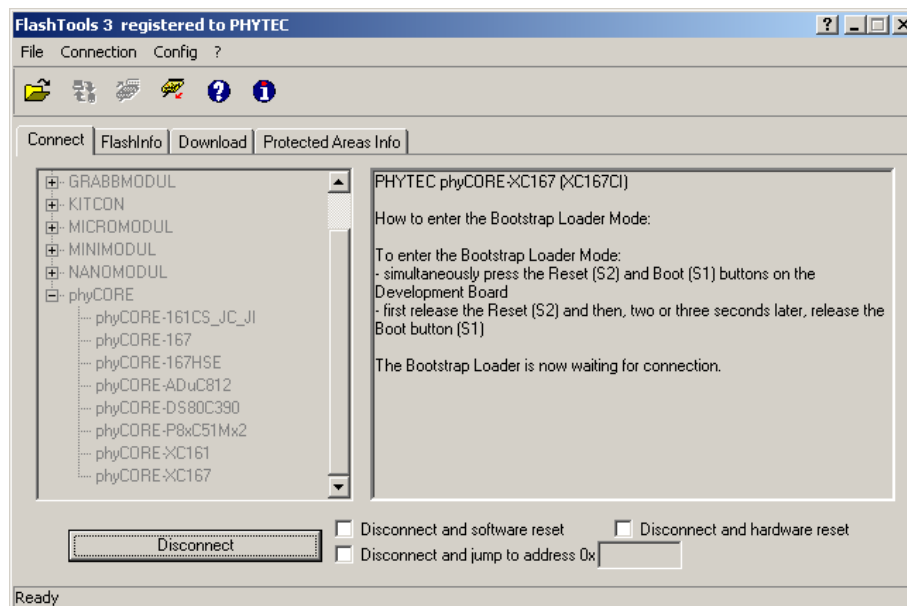 FlashTools 3 registered to PHYTEC
File Connection Config ?
Connect FlashInfo Download Protected Areas Info
GRABBMODUL
KITCON
MICROMODUL
MINIMODUL
NANOMODUL
phyCORE
phyCORE-161CS_JC_JI
phyCORE-167
phyCORE-167HSE
phyCORE-ADuC812
phyCORE-DS80C390
phyCORE-P8xC51Mx2
phyCORE-XC161
phyCORE-XC167
PHYTEC phyCORE-XC167 (XC167CI)
How to enter the Bootstrap Loader Mode:
To enter the Bootstrap Loader Mode:
- simultaneously press the Reset (S2) and Boot (S1) buttons on the
Development Board
- first release the Reset (S2) and then, two or three seconds later, release the
Boot button (S1)
The Bootstrap Loader is now waiting for connection.
Disconnect
Disconnect and software reset
Disconnect and hardware reset
Disconnect and jump to address 0x
Ready